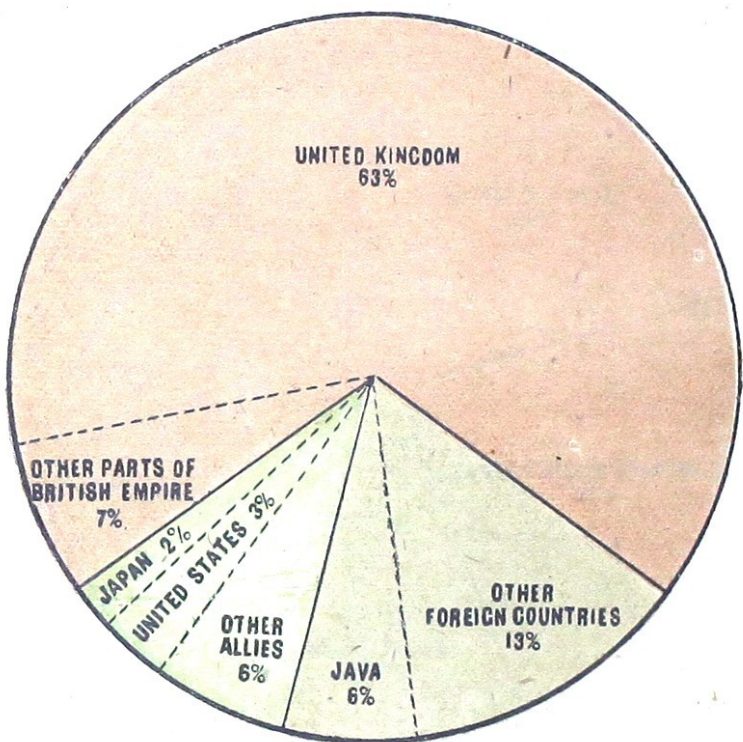 UNITED KINGDOM
63%
OTHER PARTS OF
BRITISH EMPIRE
7%
JAPAN 2%
UNITED STATES 3%
OTHER
ALLIES
6%
JAVA
6%
OTHER
FOREIGN COUNTRIES
13%